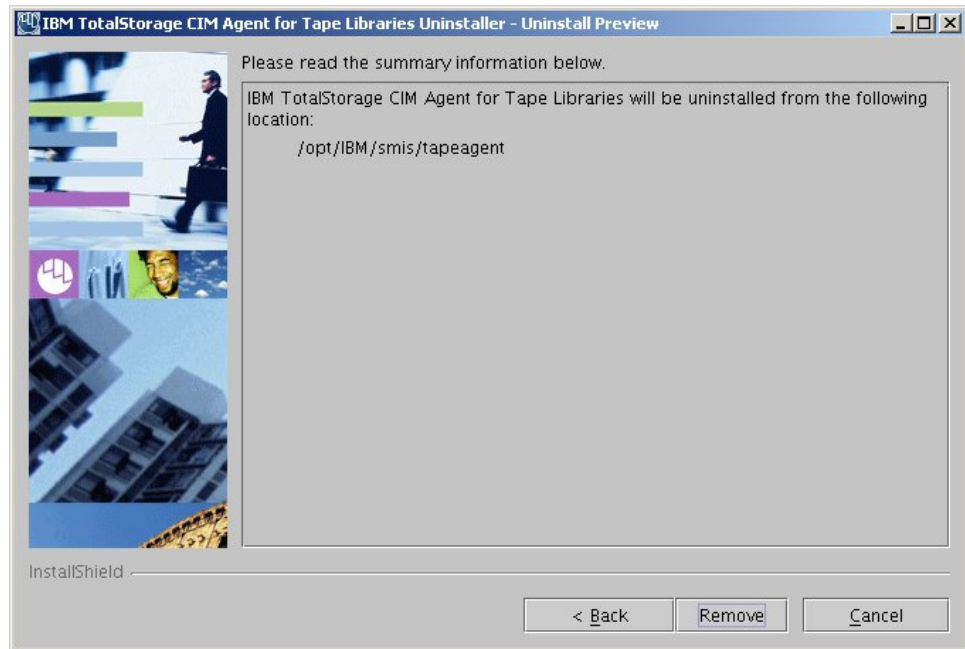 IBM TotalStorage CIM Agent for Tape Libraries Uninstaller - Uninstall Preview
Please read the summary information below.
IBM TotalStorage CIM Agent for Tape Libraries will be uninstalled from the following
location:
/opt/IBM/smis/tapeagent
InstallShield
< Back
Remove
Cancel